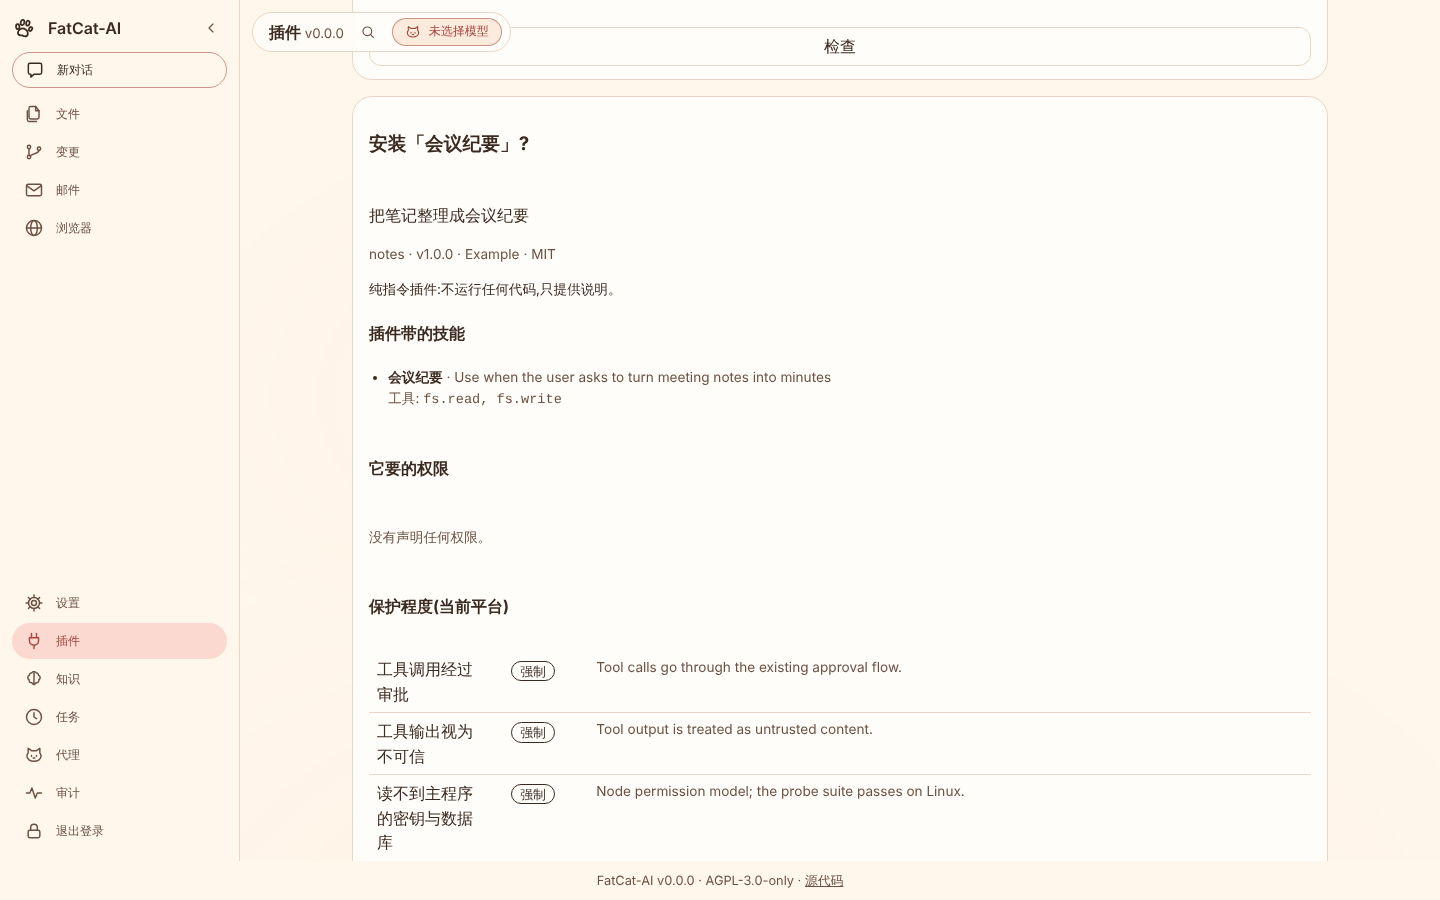 FatCat-AI
新对话
文件
变更
邮件
浏览器
设置
插件
知识
任务
代理
审计
退出登录
插件 v0.0.0
未选择模型
检查
安装「会议纪要」?
把笔记整理成会议纪要
notes · v1.0.0 · Example · MIT
纯指令插件:不运行任何代码,只提供说明。
插件带的技能
会议纪要 · Use when the user asks to turn meeting notes into minutes
工具: fs.read, fs.write
它要的权限
没有声明任何权限。
保护程度(当前平台)
工具调用经过
审批
强制
Tool calls go through the existing approval flow.
工具输出视为
不可信
强制
Tool output is treated as untrusted content.
读不到主程序
的密钥与数据
库
强制
Node permission model; the probe suite passes on Linux.
FatCat-AI v0.0.0 · AGPL-3.0-only · 源代码